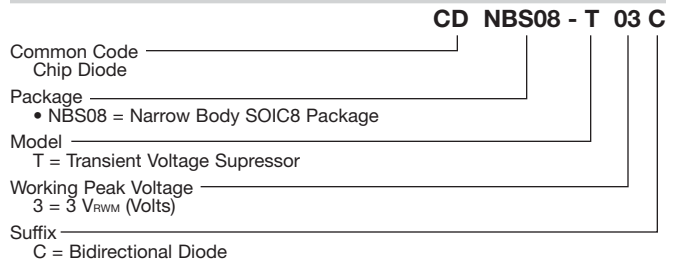 CD NBS08 - T 03 C
Common Code
Chip Diode
Package
• NBS08 = Narrow Body SOIC8 Package
Model
T = Transient Voltage Supressor
Working Peak Voltage
3 = 3 VRWM (Volts)
Suffix
C = Bidirectional Diode